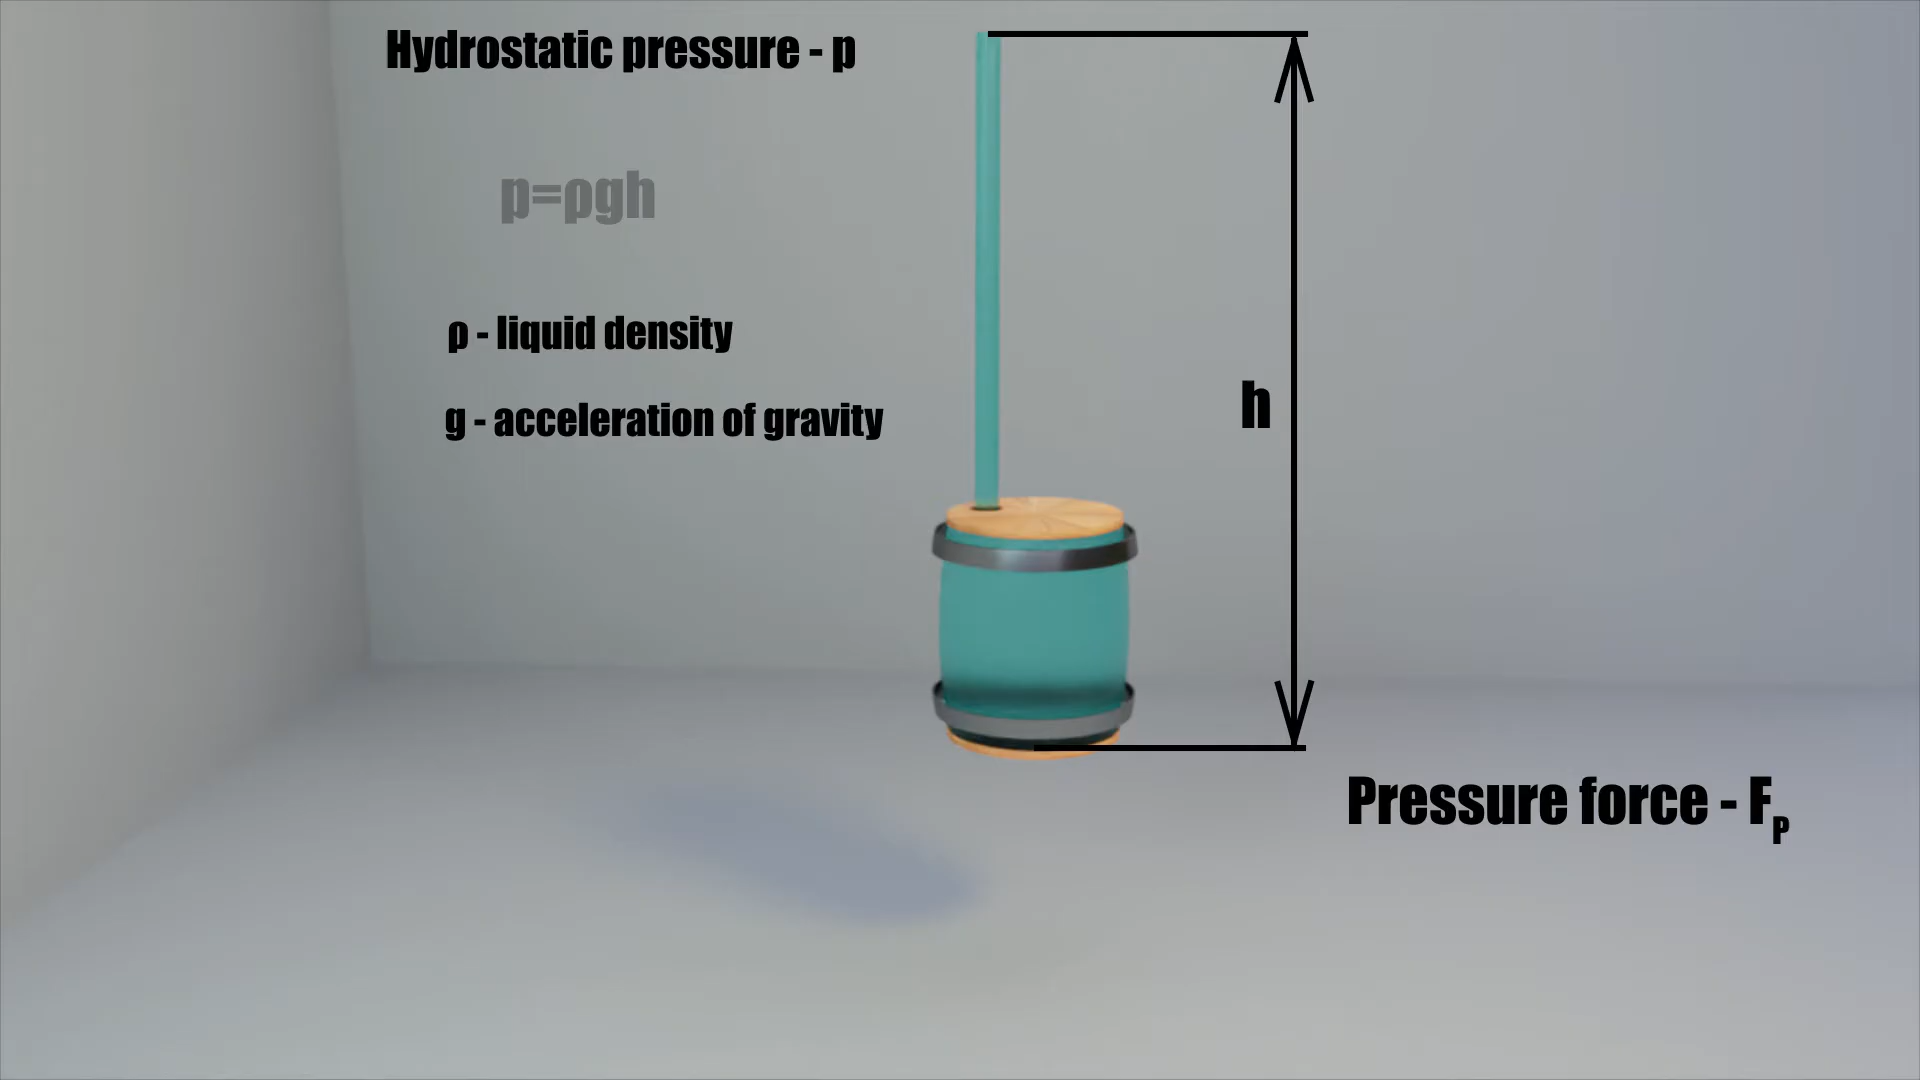 Hydrostatic pressure - p
p=ρgh
ρ - liquid density
g - acceleration of gravity
h
Pressure force - Fₚ